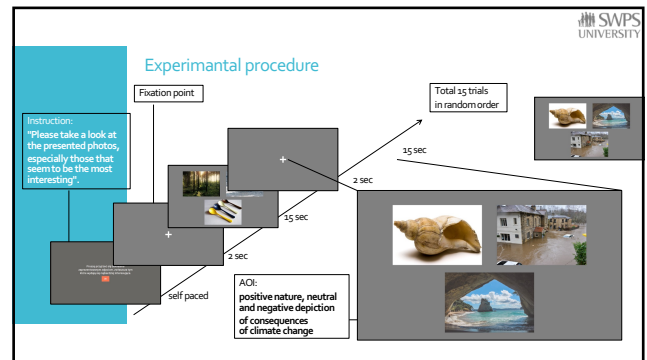 SWPS
UNIVERSITY
Experimantal procedure
Fixation point
Total 15 trials
in random order
Instruction:
"Please take a look at
the presented photos,
especially those that
seem to be the most
interesting".
15 sec
2 sec
15 sec
2 sec
self paced
AOI:
positive nature, neutral
and negative depiction
of consequences
of climate change